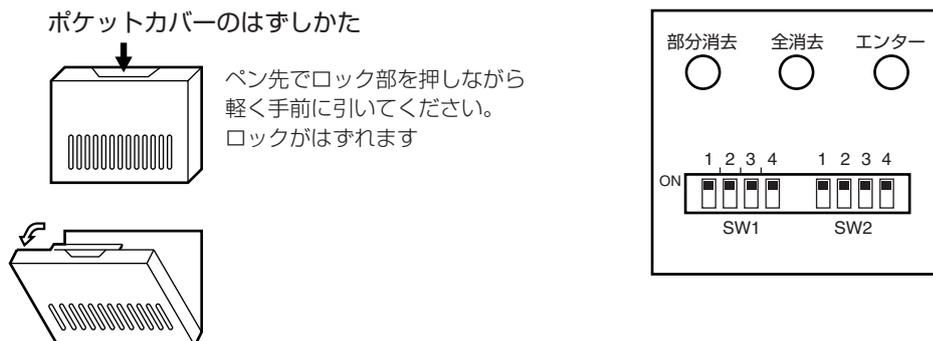 ポケットカバーのはずしかた
ペン先でロック部を押しながら
軽く手前に引いてください。
ロックがはずれます
部分消去 全消去 エンター
1 2 3 4 1 2 3 4
ON
SW1 SW2